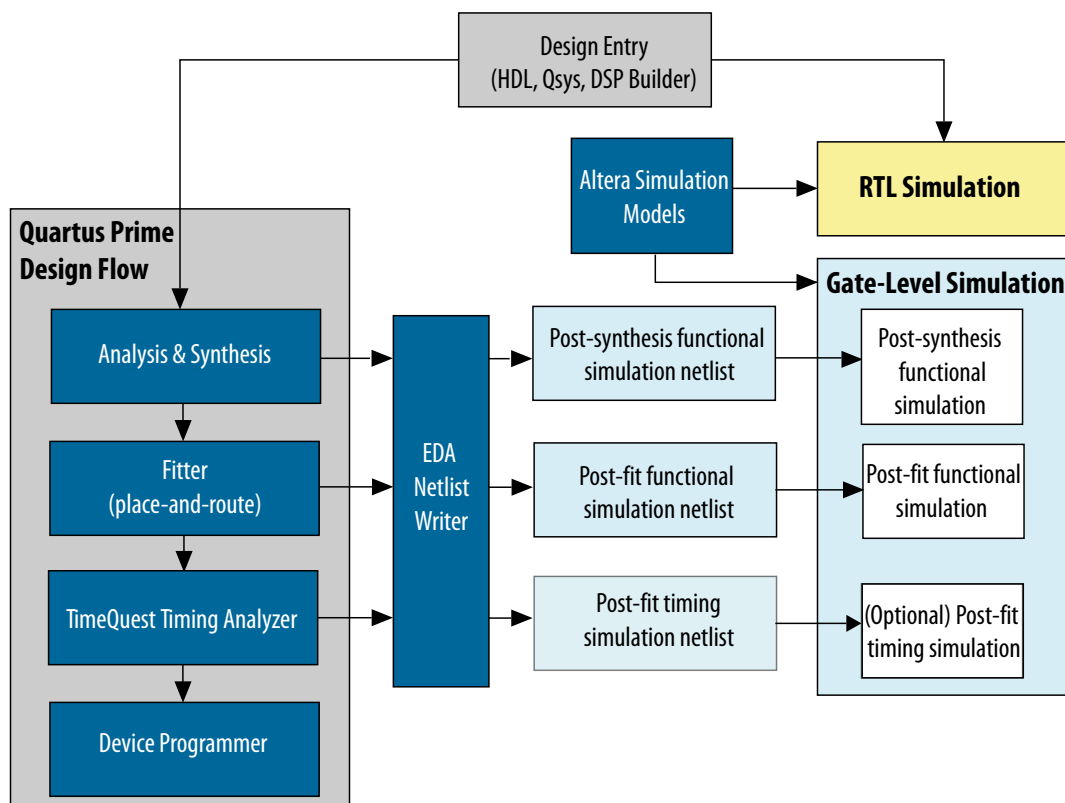 Design Entry
(HDL, Qsys, DSP Builder)
Altera Simulation
Models
RTL Simulation
Quartus Prime
Design Flow
Gate-Level Simulation
Analysis & Synthesis
EDA
Netlist
Writer
Post-synthesis functional
simulation netlist
Post-synthesis
functional
simulation
Fitter
(place-and-route)
Post-fit functional
simulation netlist
Post-fit functional
simulation
TimeQuest Timing Analyzer
Post-fit timing
simulation netlist
(Optional) Post-fit
timing simulation
Device Programmer